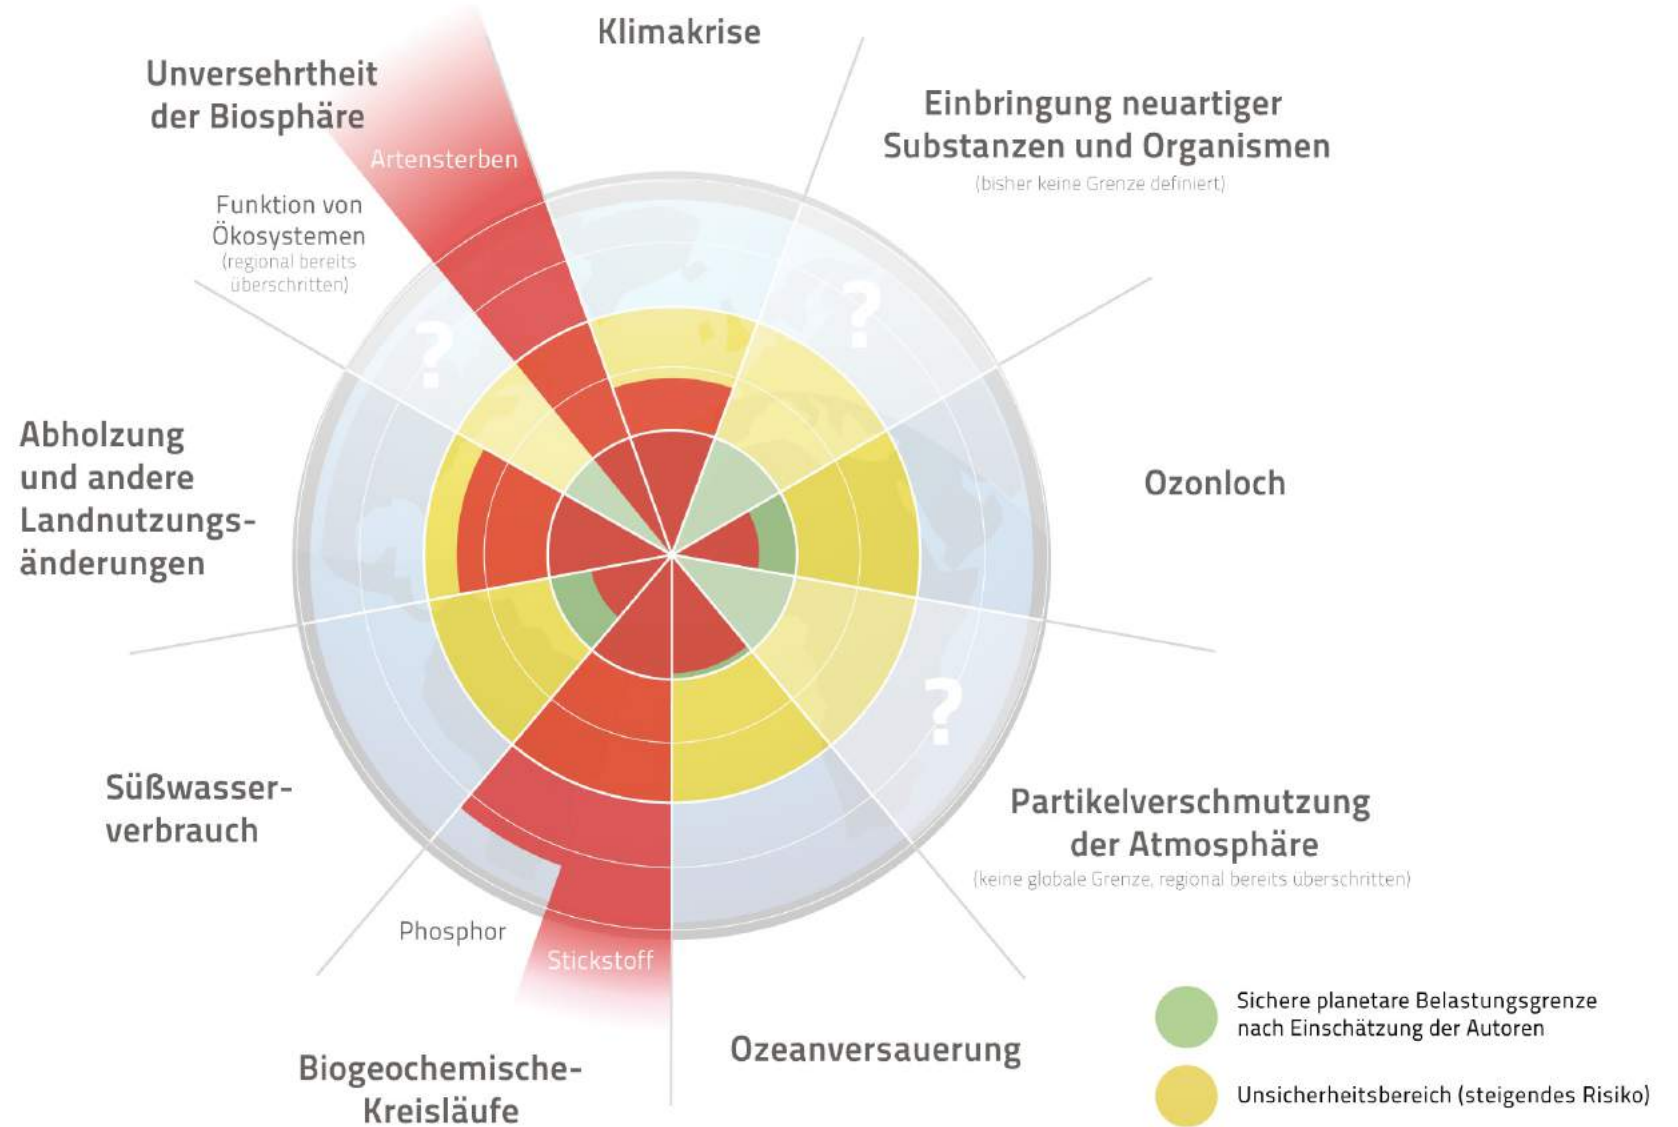 Klimakrise
Unversehrtheit
der Biosphäre
Einbringung neuartiger
Substanzen und Organismen
(bisher keine Grenze definiert)
Artensterben
Funktion von
Ökosystemen
(regional bereits
überschritten)
?
?
Abholzung
und andere
Landnutzungs-
änderungen
Ozonloch
?
Süßwasser-
verbrauch
Partikelverschmutzung
der Atmosphäre
(keine globale Grenze, regional bereits überschritten)
Phosphor
Stickstoff
Biogeochemische-
Kreisläufe
Ozeanversauerung
Sichere planetare Belastungsgrenze
nach Einschätzung der Autoren
Unsicherheitsbereich (steigendes Risiko)